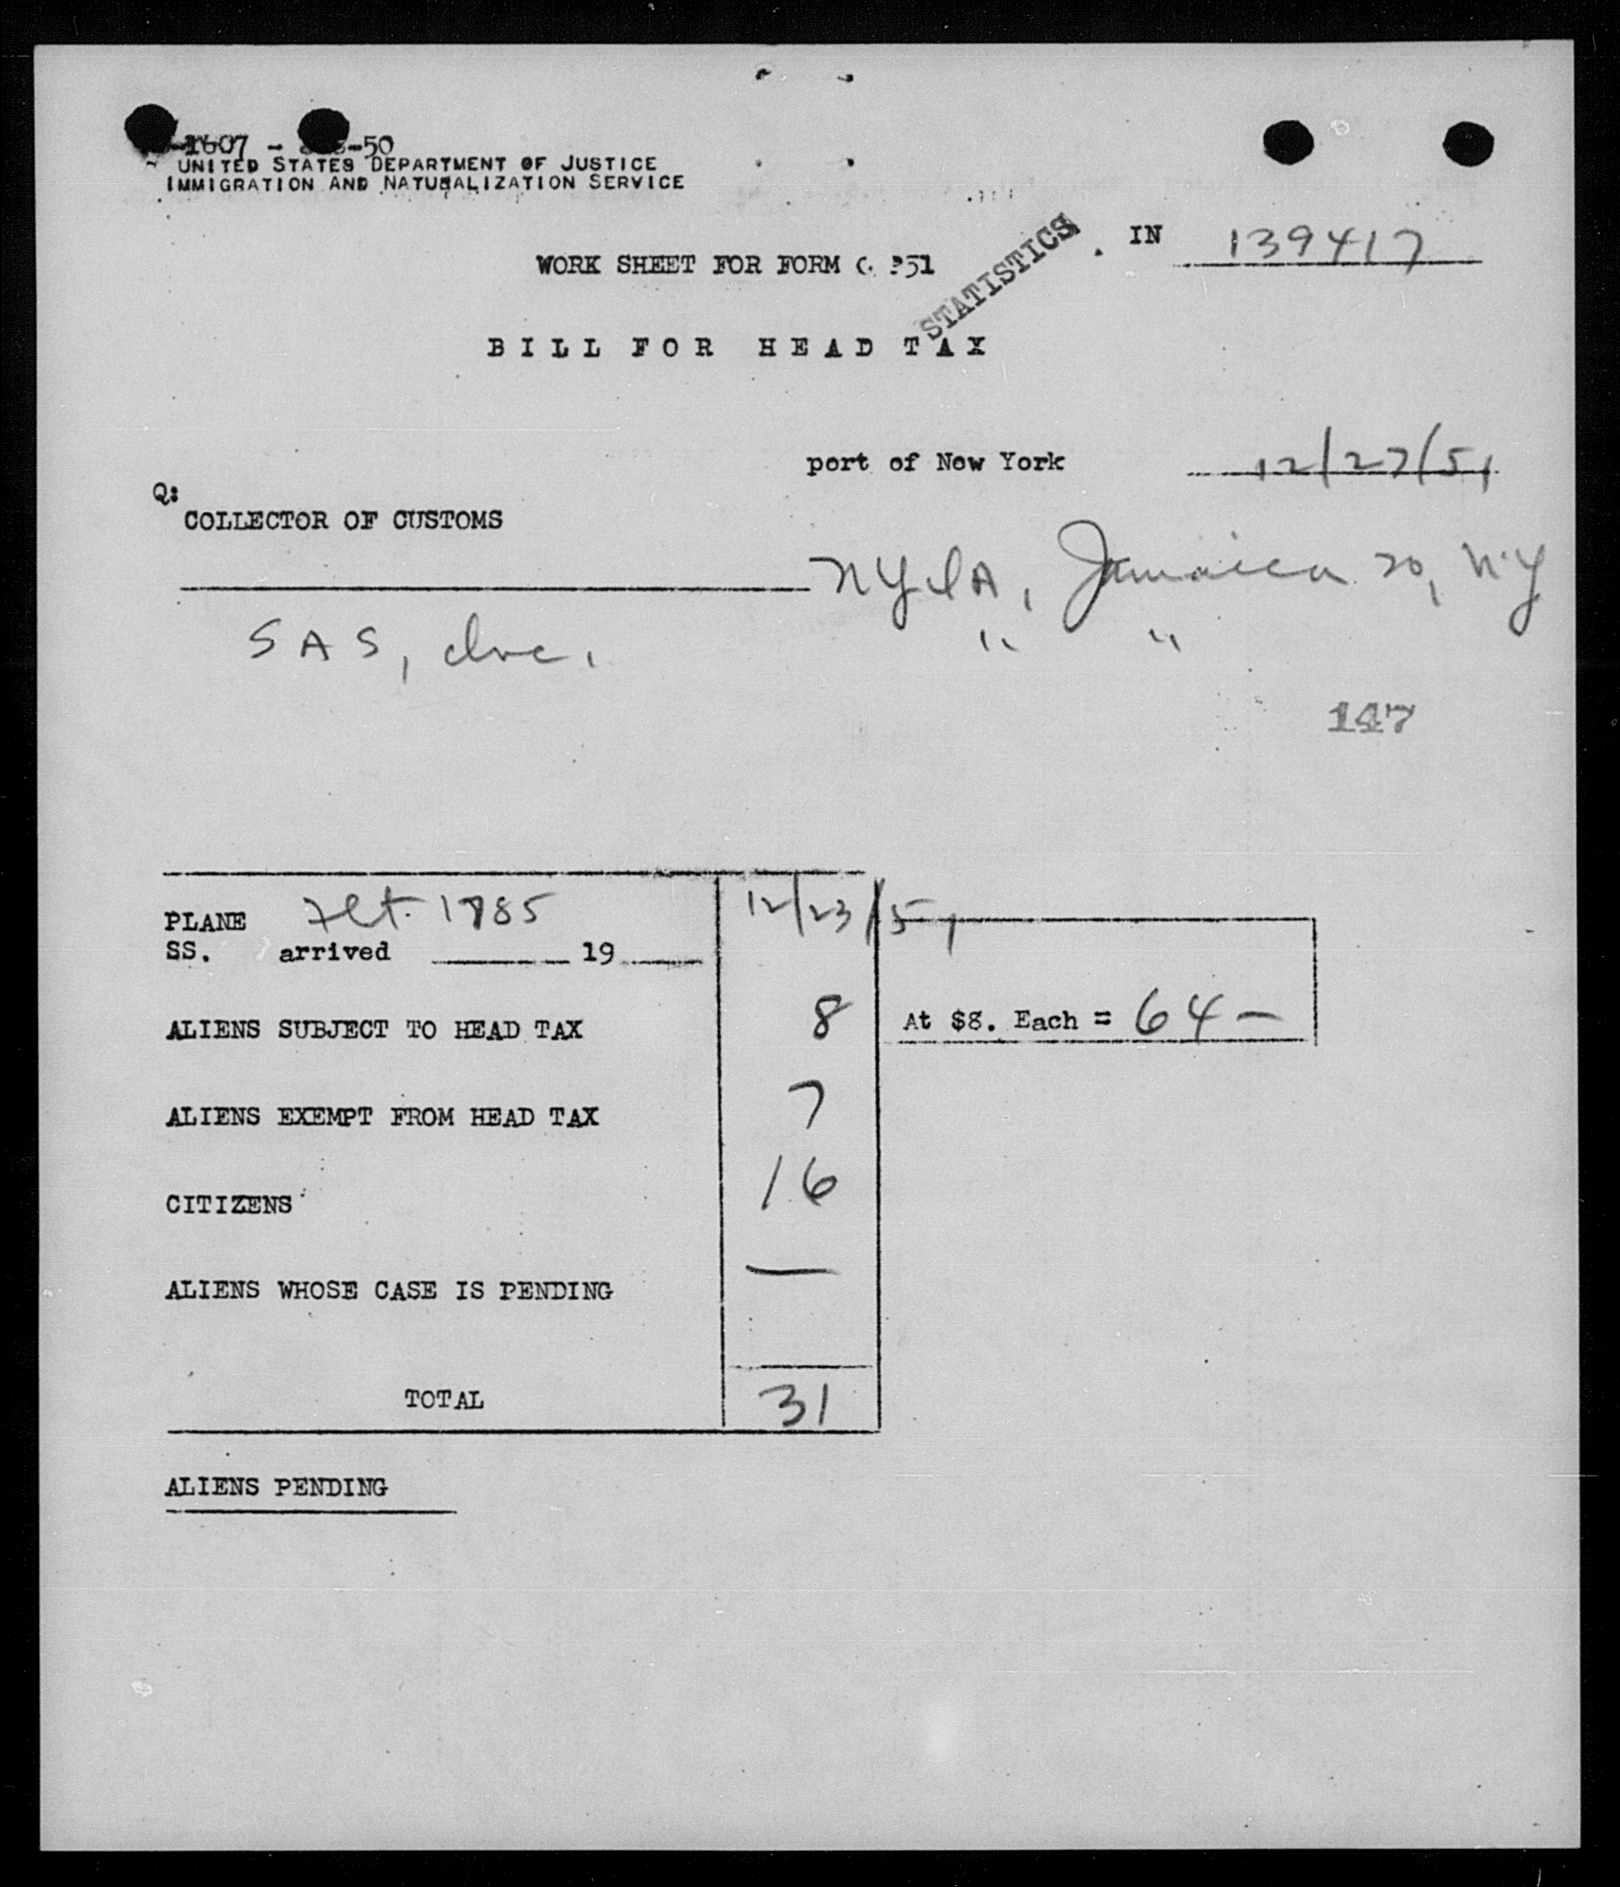 -1607 - -50
UNITED STATES DEPARTMENT OF JUSTICE
IMMIGRATION AND NATURALIZATION SERVICE
IN 139417
WORK SHEET FOR FORM 351
STATISTICS
BILL FOR HEAD TAX
port of New York 12/27/51
Q:
COLLECTOR OF CUSTOMS
NYIA, Jamaica 20, NY
SAS, Inc. " "
147
PLANE Flt. 1785 12/23/51
SS. arrived 19
ALIENS SUBJECT TO HEAD TAX 8 At $8. Each = 64 —
ALIENS EXEMPT FROM HEAD TAX 7
CITIZENS 16
ALIENS WHOSE CASE IS PENDING —
TOTAL 31
ALIENS PENDING